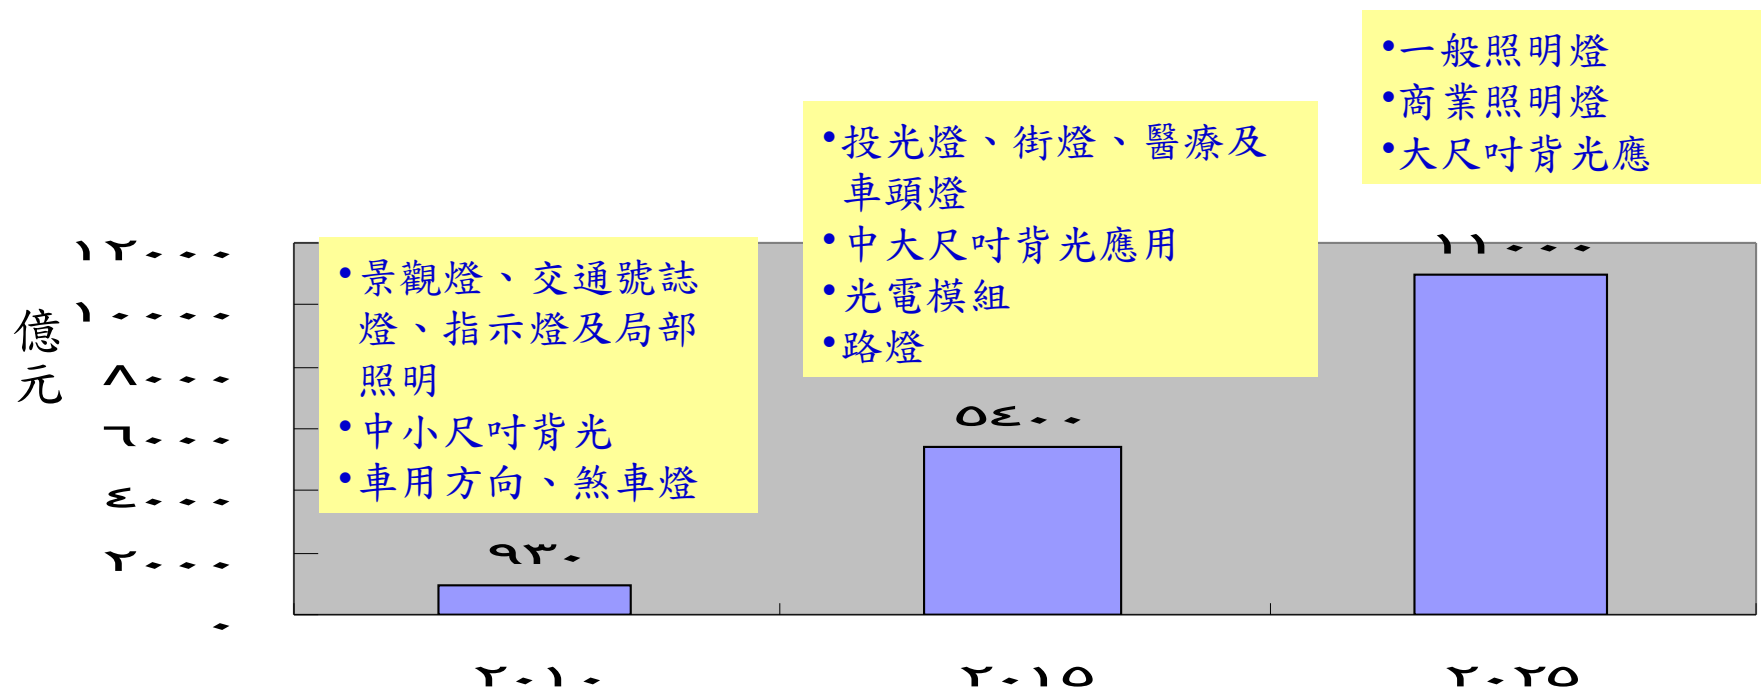 •一般照明燈
•商業照明燈
•大尺吋背光應
•投光燈、街燈、醫療及
車頭燈
•中大尺吋背光應用
•光電模組
•路燈
•景觀燈、交通號誌
燈、指示燈及局部
照明
•中小尺吋背光
•車用方向、煞車燈
億元
١٢٠٠٠
١٠٠٠٠
٨٠٠٠
٦٠٠٠
٤٠٠٠
٢٠٠٠
٠
٩٣٠
٥٤٠٠
١١٠٠٠
٢٠١٠
٢٠١٥
٢٠٢٥